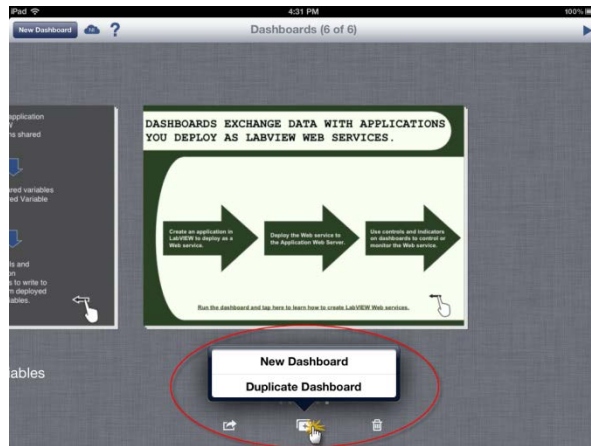 iPad
4:31 PM
100%
New Dashboard
?
Dashboards (6 of 6)
application
ns shared
ared variables
ed Variable
ls and
on
s to write to
m deployed
ables.
DASHBOARDS EXCHANGE DATA WITH APPLICATIONS
YOU DEPLOY AS LABVIEW WEB SERVICES.
Create an application in
LabVIEW to deploy as a
Web service.
Deploy the Web service to
the Application Web Server.
Use controls and indicators
on dashboards to control or
monitor the Web service.
Run the dashboard and tap here to learn how to create LabVIEW Web services.
iables
New Dashboard
Duplicate Dashboard